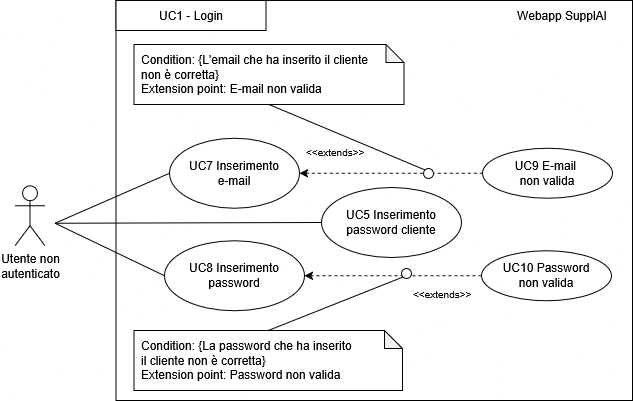 UC1 - Login
Webapp SupplAI
Condition: {L'email che ha inserito il cliente
non è corretta}
Extension point: E-mail non valida
<<extends>>
UC7 Inserimento
e-mail
UC9 E-mail
non valida
UC5 Inserimento
password cliente
Utente non
autenticato
UC8 Inserimento
password
UC10 Password
non valida
<<extends>>
Condition: {La password che ha inserito
il cliente non è corretta}
Extension point: Password non valida